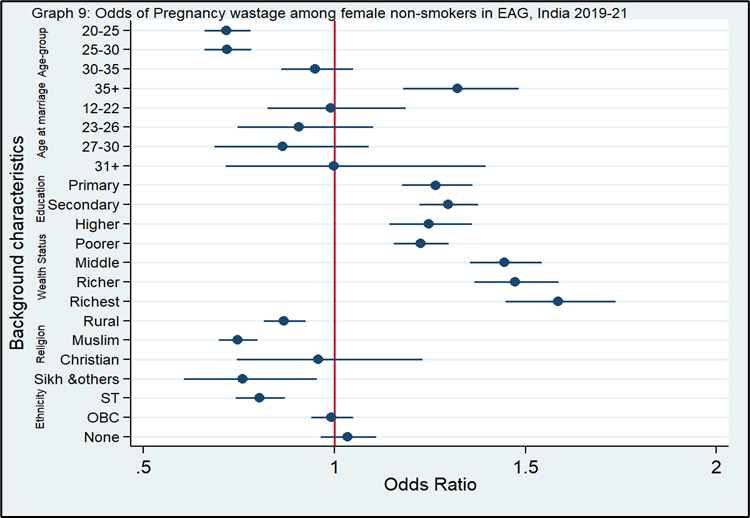 Graph 9: Odds of Pregnancy wastage among female non-smokers in EAG, India 2019-21
Background characteristics
Age-group
Age at marriage
Education
Wealth Status
Religion
Ethnicity
20-25
25-30
30-35
35+
12-22
23-26
27-30
31+
Primary
Secondary
Higher
Poorer
Middle
Richer
Richest
Rural
Muslim
Christian
Sikh &others
ST
OBC
None
.5 1 1.5 2
Odds Ratio